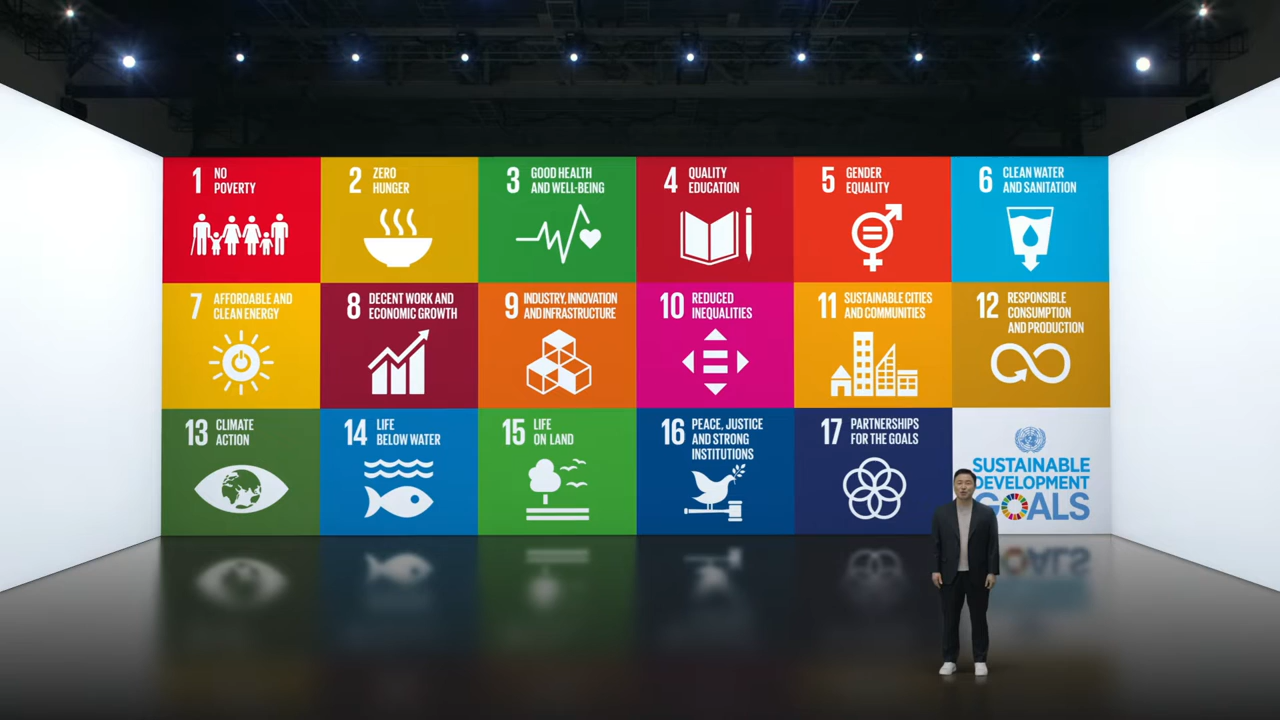 1 NO
POVERTY
2 ZERO
HUNGER
3 GOOD HEALTH
AND WELL-BEING
4 QUALITY
EDUCATION
5 GENDER
EQUALITY
6 CLEAN WATER
AND SANITATION
7 AFFORDABLE AND
CLEAN ENERGY
8 DECENT WORK AND
ECONOMIC GROWTH
9 INDUSTRY, INNOVATION
AND INFRASTRUCTURE
10 REDUCED
INEQUALITIES
11 SUSTAINABLE CITIES
AND COMMUNITIES
12 RESPONSIBLE
CONSUMPTION
AND PRODUCTION
13 CLIMATE
ACTION
14 LIFE
BELOW WATER
15 LIFE
ON LAND
16 PEACE, JUSTICE
AND STRONG
INSTITUTIONS
17 PARTNERSHIPS
FOR THE GOALS
SUSTAINABLE
DEVELOPMENT
GOALS